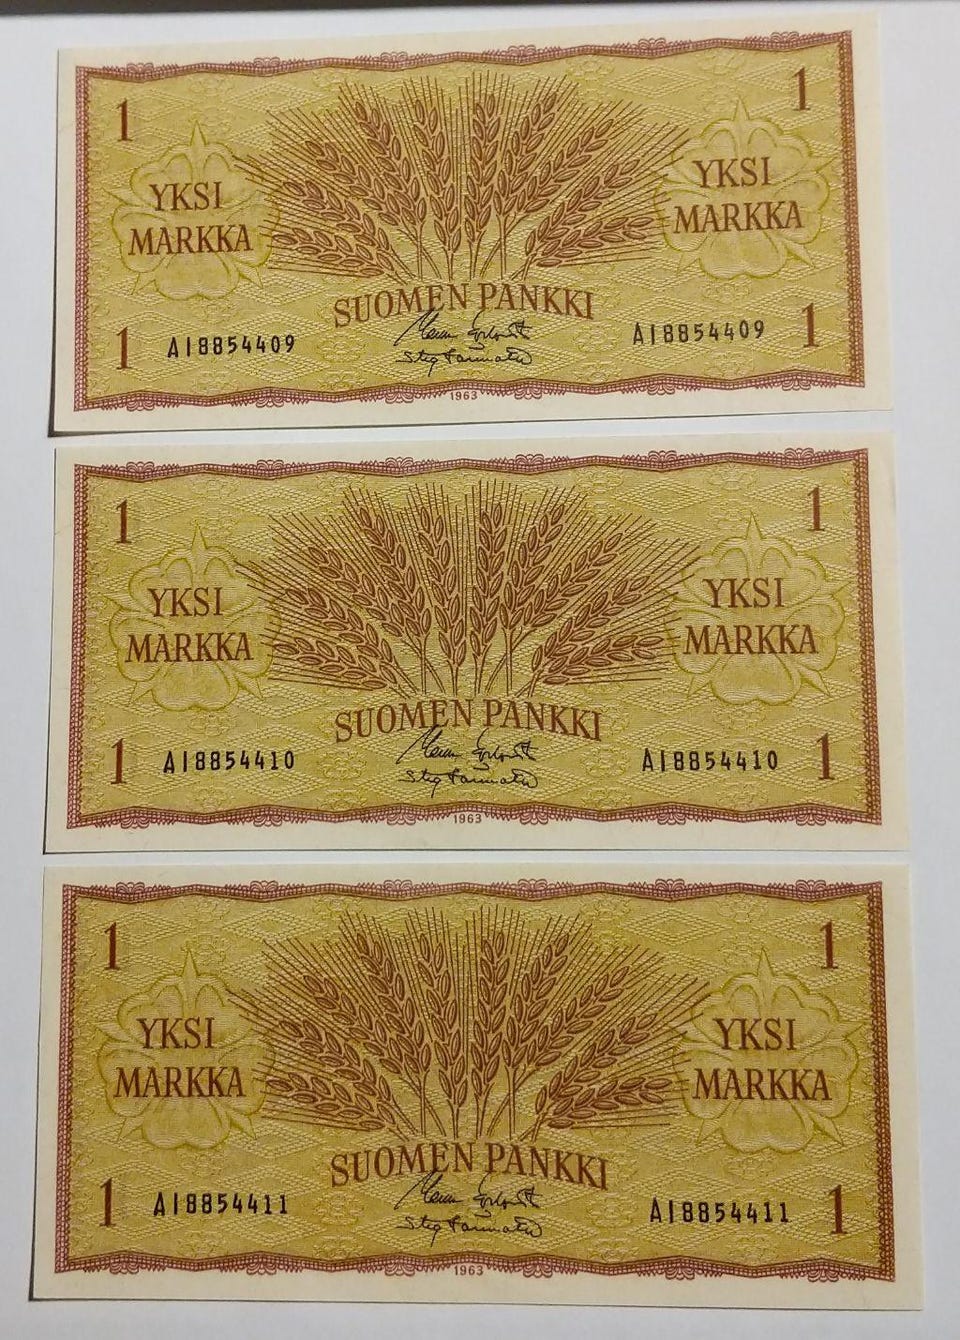 1 1
YKSI YKSI
MARKKA MARKKA
SUOMEN PANKKI
1 A18854409 A18854409 1
1963
1 1
YKSI YKSI
MARKKA MARKKA
SUOMEN PANKKI
1 A18854410 A18854410 1
1963
1 1
YKSI YKSI
MARKKA MARKKA
SUOMEN PANKKI
1 A18854411 A18854411 1
1963